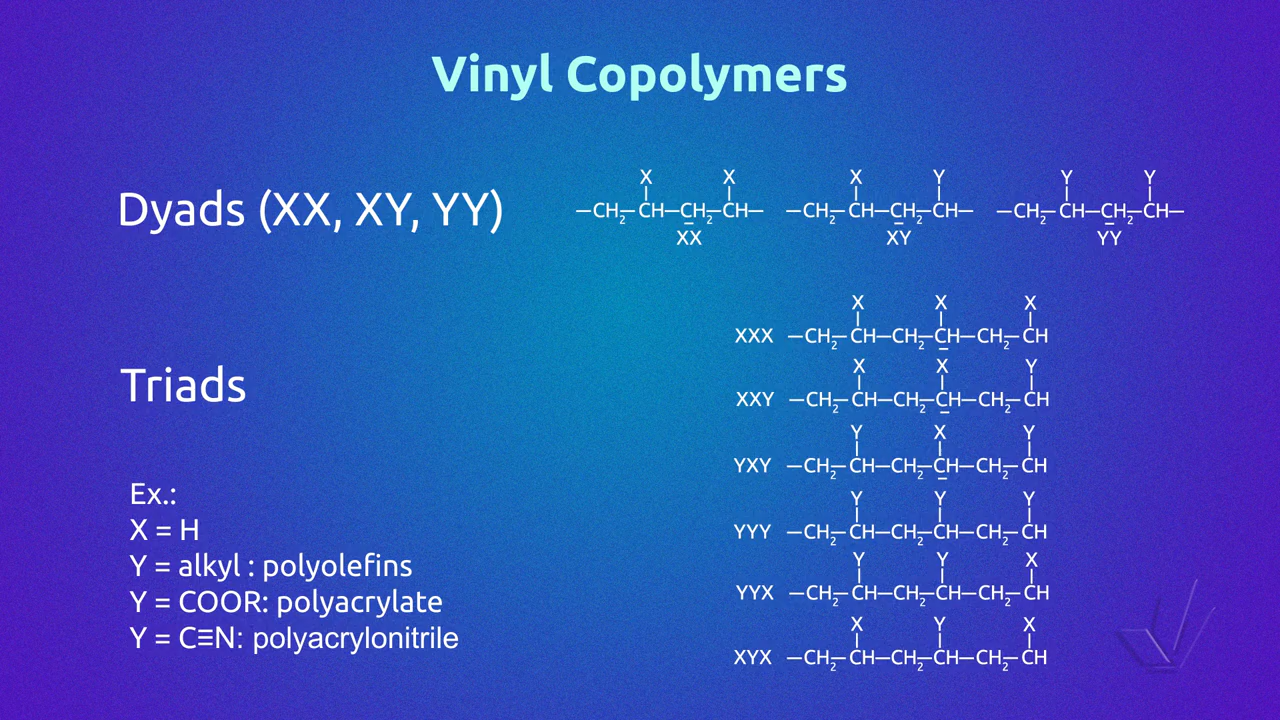 Vinyl Copolymers
Dyads (XX, XY, YY)
X X X Y Y Y
—CH₂—CH—CH₂—CH— —CH₂—CH—CH₂—CH— —CH₂—CH—CH₂—CH—
XX XY YY
Triads
X X X
XXX —CH₂—CH—CH₂—CH—CH₂—CH
X X Y
XXY —CH₂—CH—CH₂—CH—CH₂—CH
Y X Y
YXY —CH₂—CH—CH₂—CH—CH₂—CH
Y Y Y
YYY —CH₂—CH—CH₂—CH—CH₂—CH
Y Y X
YYX —CH₂—CH—CH₂—CH—CH₂—CH
X Y X
XYX —CH₂—CH—CH₂—CH—CH₂—CH
Ex.:
X = H
Y = alkyl : polyolefins
Y = COOR: polyacrylate
Y = C≡N: polyacrylonitrile